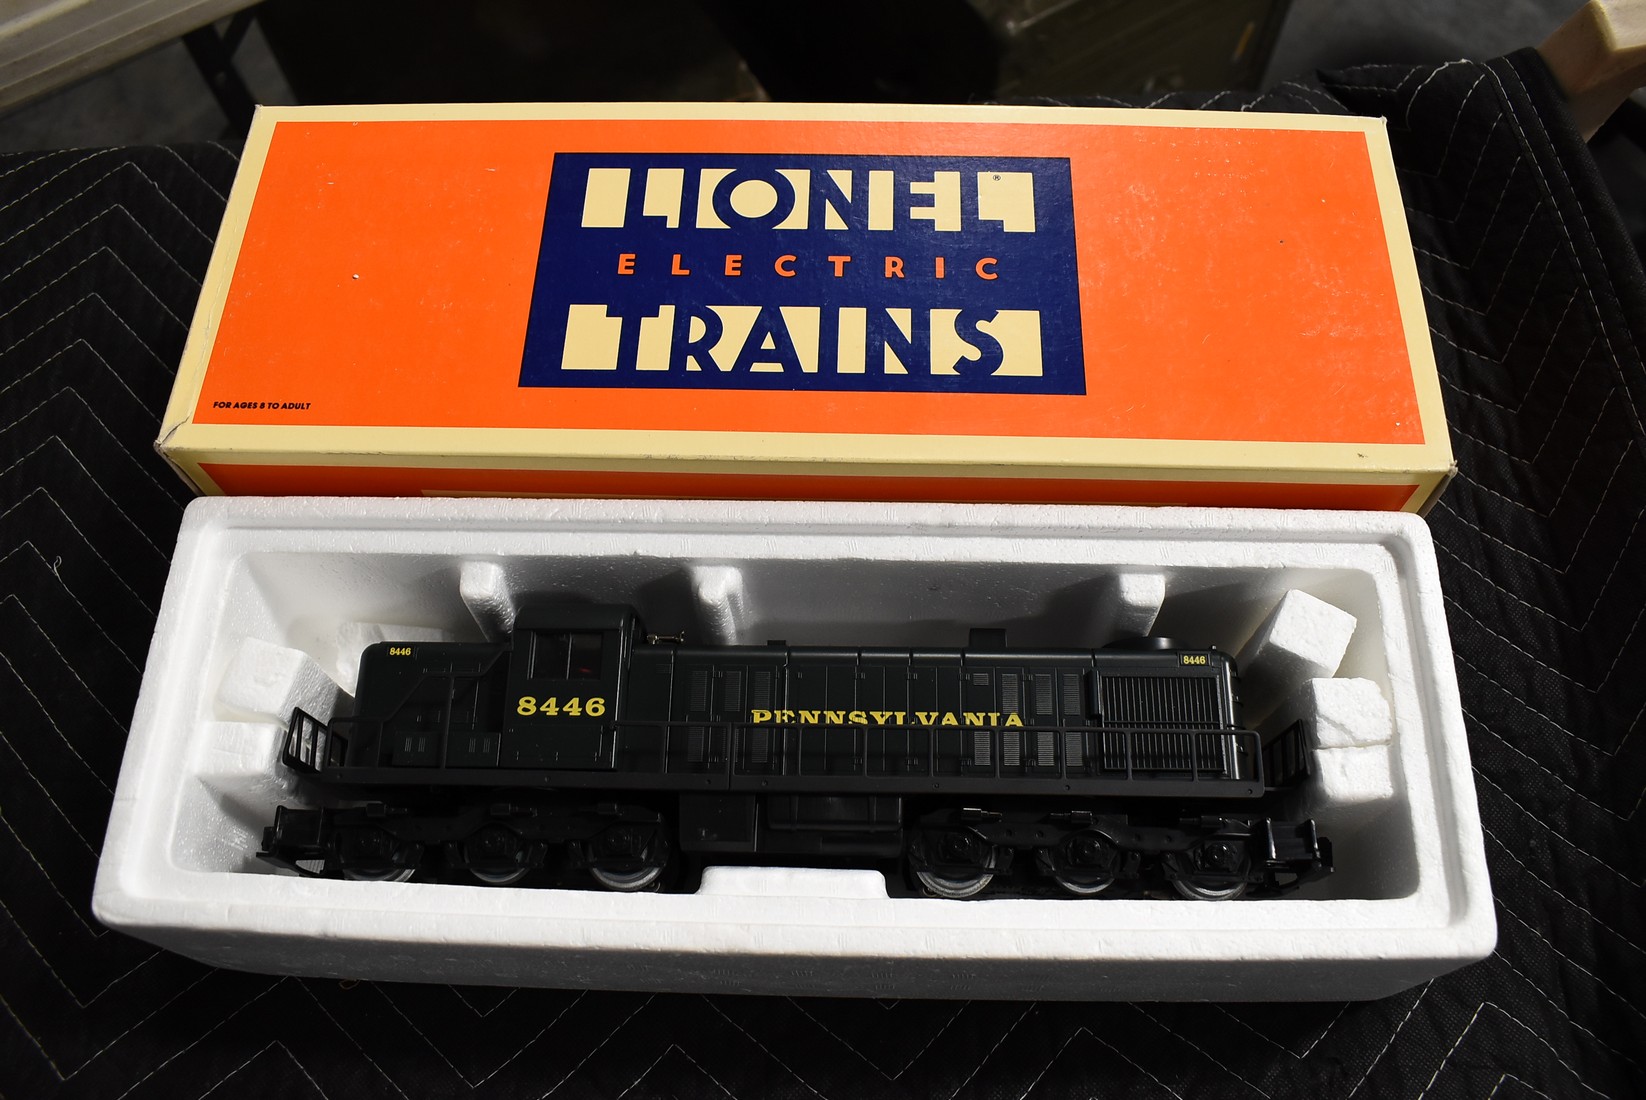 LIONEL®
ELECTRIC
TRAINS
FOR AGES 8 TO ADULT
8446
8446
8446
PENNSYLVANIA